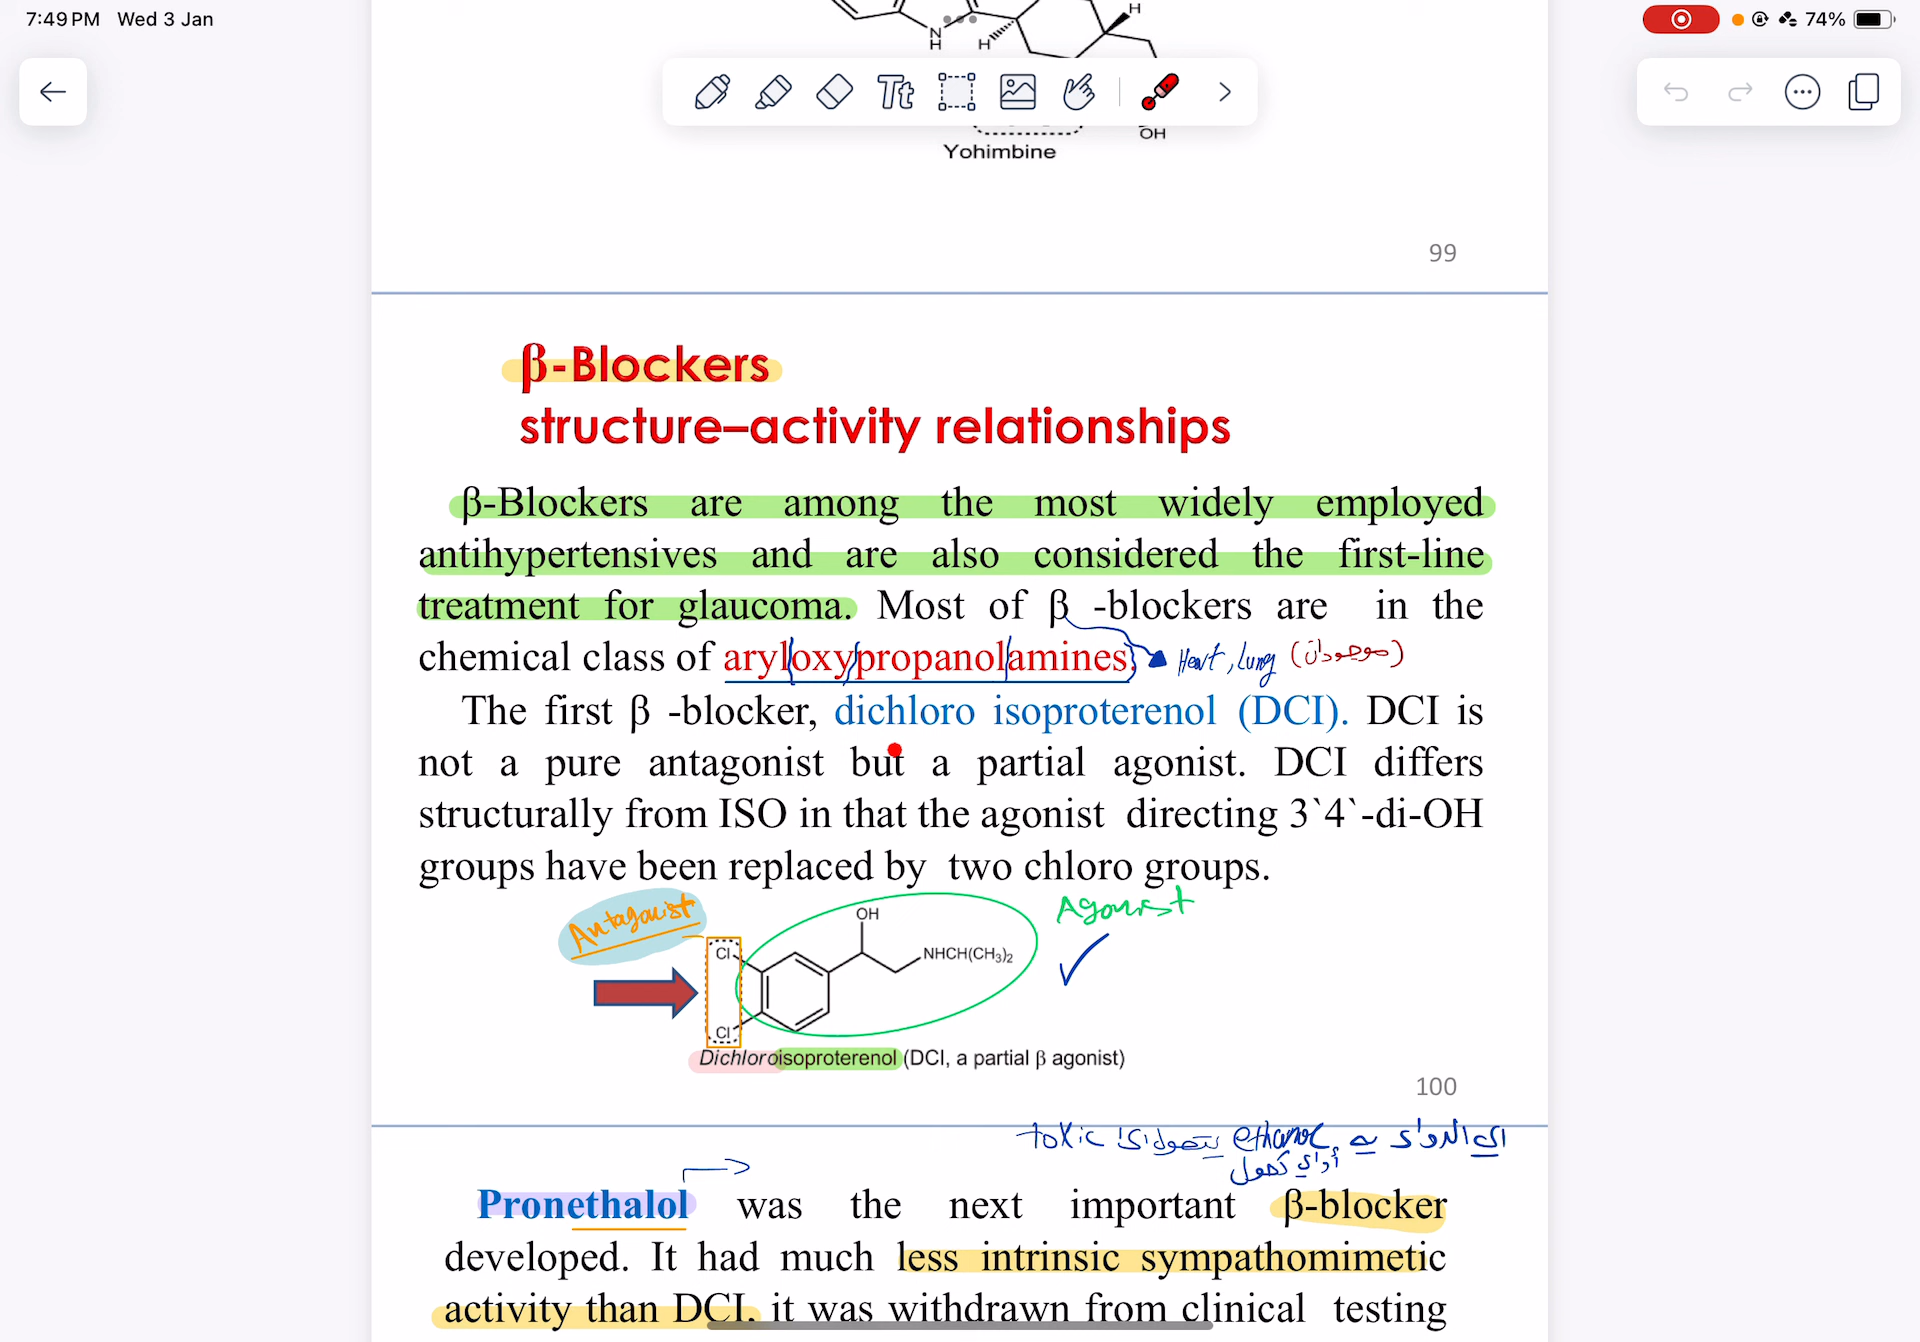 7:49 PM Wed 3 Jan
74%
H
N
H
H
Tt
OH
Yohimbine
99
β-Blockers
structure–activity relationships
β-Blockers are among the most widely employed
antihypertensives and are also considered the first-line
treatment for glaucoma. Most of β -blockers are in the
chemical class of aryloxypropanolamines. Heart, Lung (موجودان)
The first β -blocker, dichloro isoproterenol (DCI). DCI is
not a pure antagonist but a partial agonist. DCI differs
structurally from ISO in that the agonist directing 3`4`-di-OH
groups have been replaced by two chloro groups.
Antagonist
Agonist
OH
Cl
NHCH(CH₃)₂
Cl
Dichloroisoproterenol (DCI, a partial β agonist)
100
ethanol
toxic
Pronethalol was the next important β-blocker
developed. It had much less intrinsic sympathomimetic
activity than DCI, it was withdrawn from clinical testing